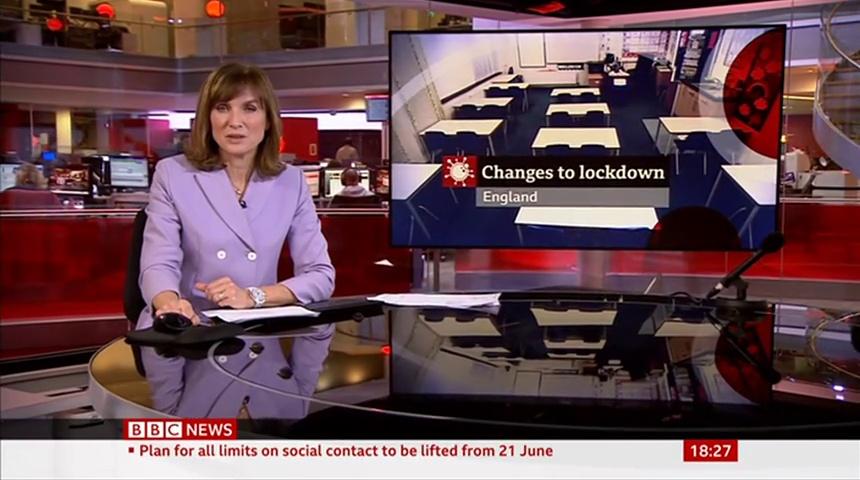 Changes to lockdown
England
BBC NEWS
Plan for all limits on social contact to be lifted from 21 June
18:27